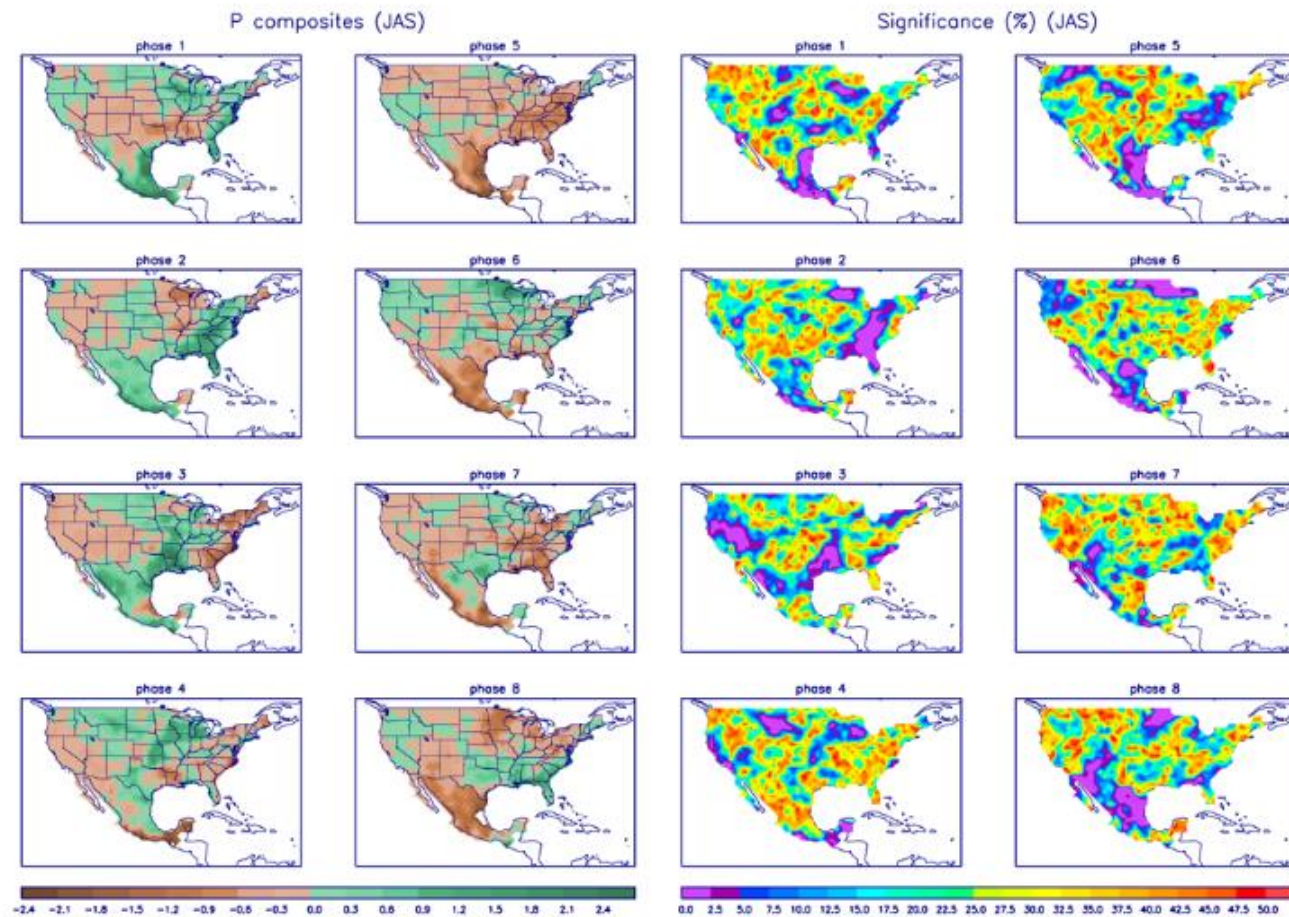 P composites (JAS)
Significance (%) (JAS)
phase 1
phase 5
phase 1
phase 5
phase 2
phase 6
phase 2
phase 6
phase 3
phase 7
phase 3
phase 7
phase 4
phase 8
phase 4
phase 8
−2.4 −2.1 −1.8 −1.5 −1.2 −0.9 −0.6 −0.5 −0.3 0.0 0.3 0.6 0.9 1.2 1.5 1.8 2.1 2.4
0.0 2.5 5.0 7.5 10.0 12.5 15.0 17.5 20.0 22.5 25.0 27.5 30.0 32.5 35.0 37.5 40.0 42.5 45.0 47.5 50.0